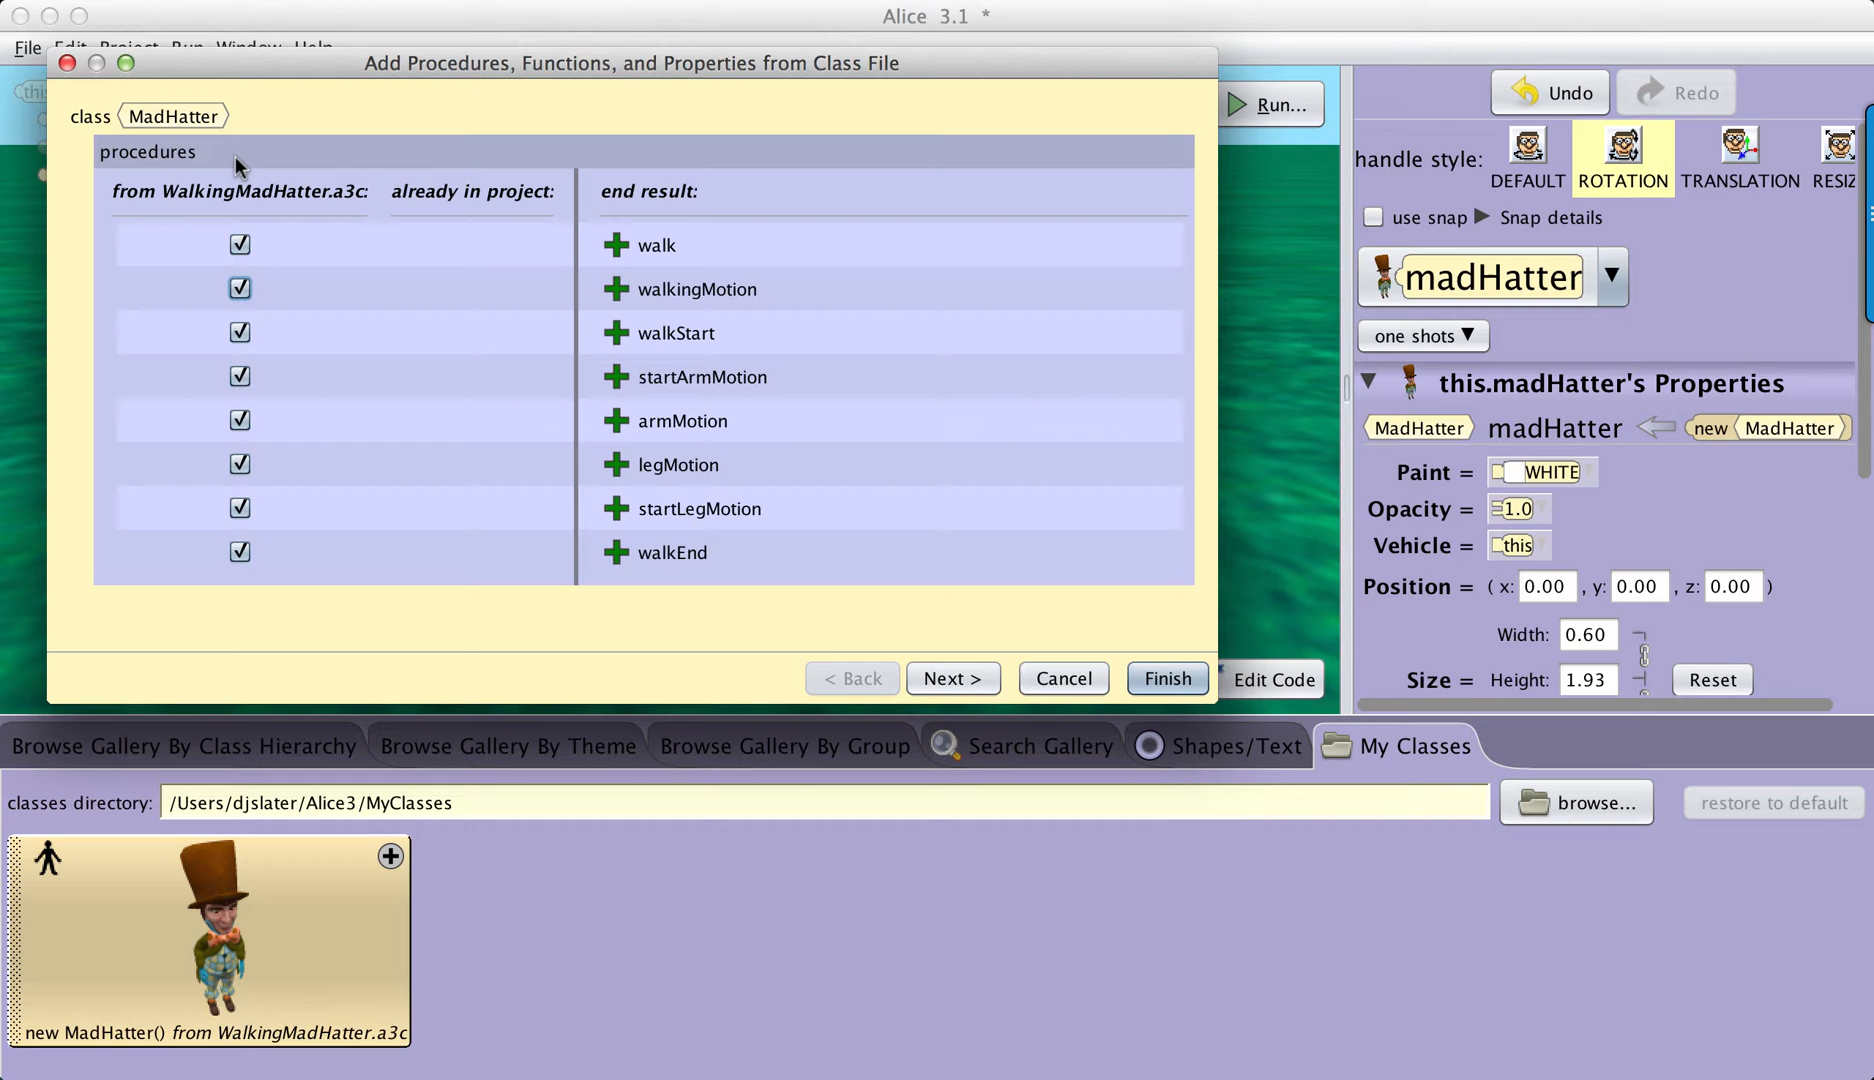 Alice 3.1 *
File Edit Project Run Window Help
Add Procedures, Functions, and Properties from Class File
class MadHatter
procedures
from WalkingMadHatter.a3c: already in project: end result:
walk
walkingMotion
walkStart
startArmMotion
armMotion
legMotion
startLegMotion
walkEnd
< Back Next > Cancel Finish
Run...
Edit Code
Undo Redo
handle style: DEFAULT ROTATION TRANSLATION RESIZ
use snap Snap details
madHatter
one shots
this.madHatter's Properties
MadHatter madHatter new MadHatter
Paint = WHITE
Opacity = 1.0
Vehicle = this
Position = ( x: 0.00 , y: 0.00 , z: 0.00 )
Width: 0.60
Size = Height: 1.93 Reset
Browse Gallery By Class Hierarchy Browse Gallery By Theme Browse Gallery By Group Search Gallery Shapes/Text My Classes
classes directory: /Users/djslater/Alice3/MyClasses browse... restore to default
new MadHatter() from WalkingMadHatter.a3c